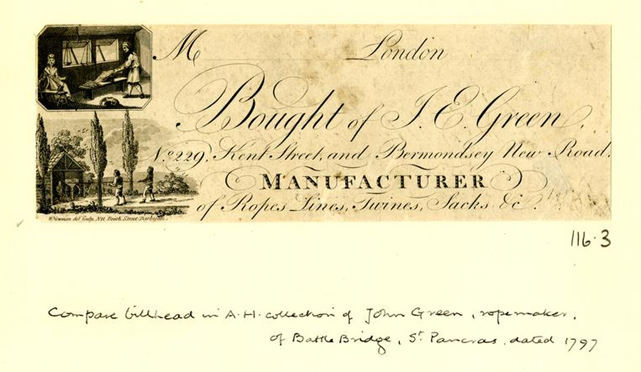 M London
Bought of J. E. Green,
No. 229, Kent Street, and Bermondsey New Road,
MANUFACTURER
of Ropes Lines, Twines, Sacks &c.
116.3
Compare billhead in A.H. collection of John Green, ropemaker,
of Battle Bridge, St Pancras, dated 1797